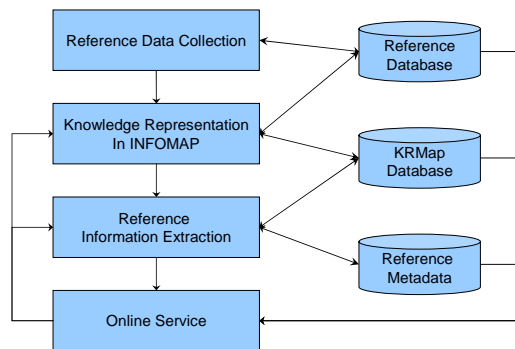 Reference Data Collection
Reference
Database
Knowledge Representation
In INFOMAP
KRMap
Database
Reference
Information Extraction
Reference
Metadata
Online Service